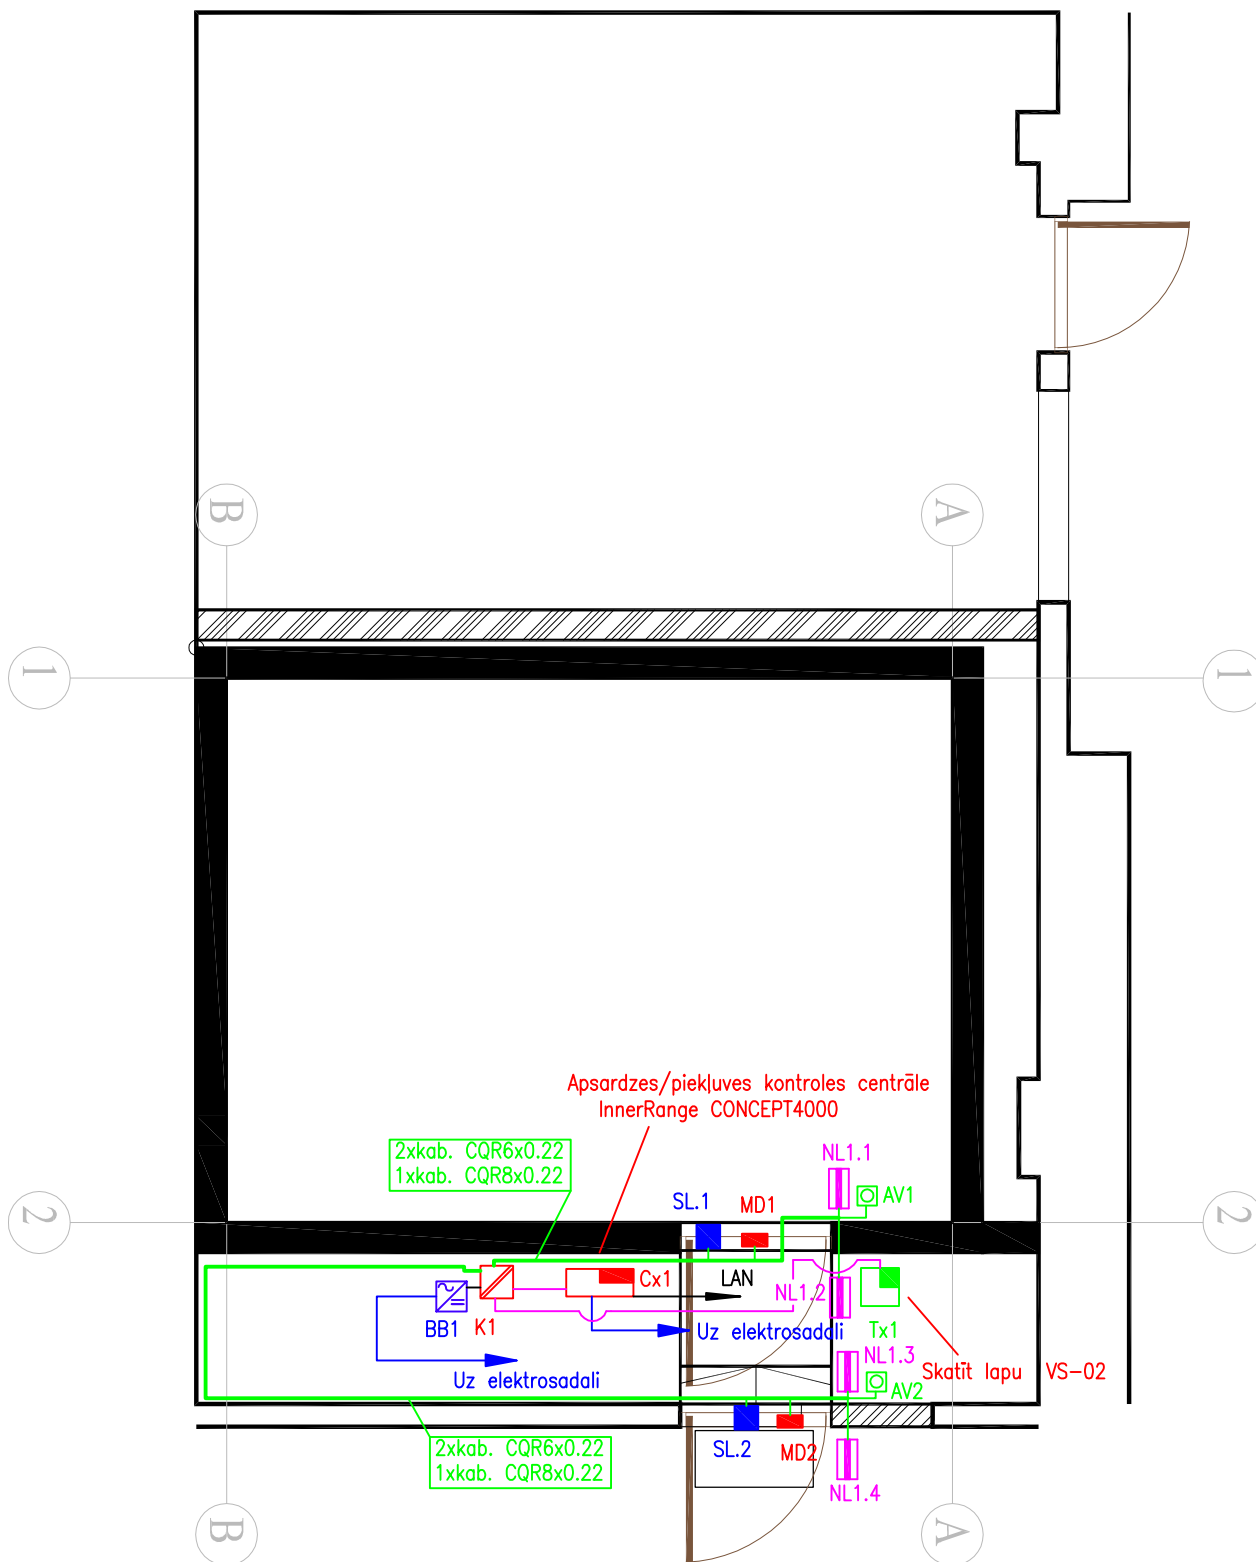 B
A
1
1
Apsardzes/piekļuves kontroles centrāle
InnerRange CONCEPT4000
2xkab. CQR6x0.22
1xkab. CQR8x0.22
NL1.1
SL.1
MD1
AV1
2
2
Cx1
LAN
NL1.2
BB1
K1
Uz elektrosadali
Tx1
NL1.3
Skatīt lapu VS-02
Uz elektrosadali
AV2
2xkab. CQR6x0.22
1xkab. CQR8x0.22
SL.2
MD2
NL1.4
B
A